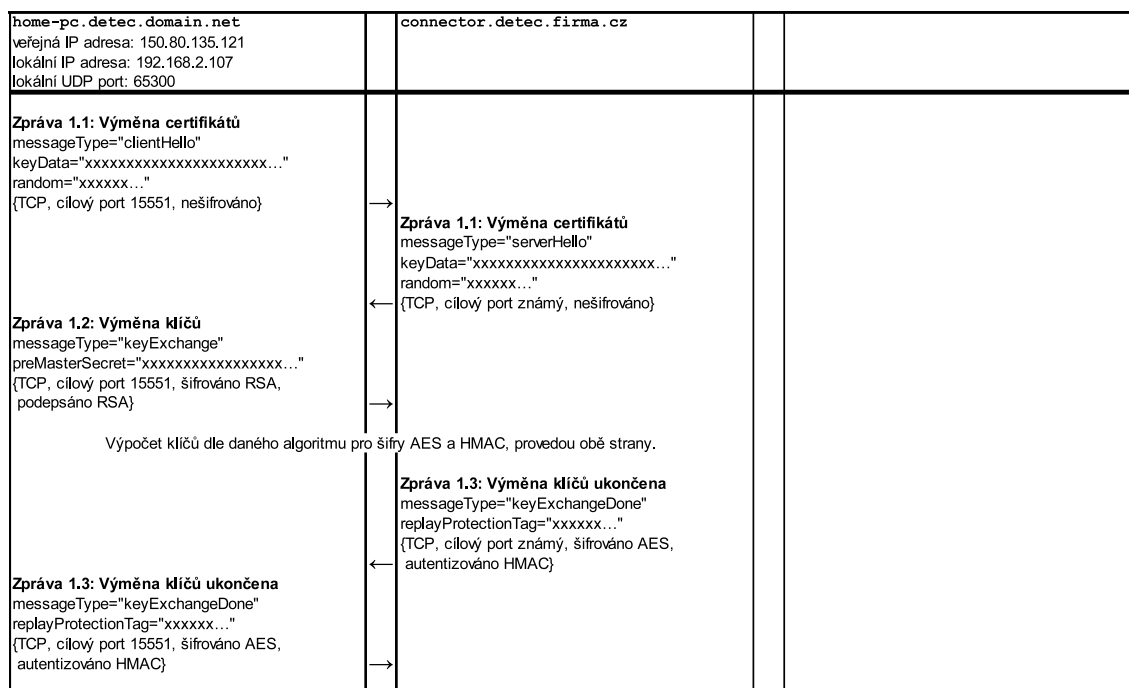 home-pc.detec.domain.net
veřejná IP adresa: 150.80.135.121
lokální IP adresa: 192.168.2.107
lokální UDP port: 65300
connector.detec.firma.cz
Zpráva 1.1: Výměna certifikátů
messageType="clientHello"
keyData="xxxxxxxxxxxxxxxxxxxxxx…"
random="xxxxxx…"
{TCP, cílový port 15551, nešifrováno}
→
Zpráva 1.1: Výměna certifikátů
messageType="serverHello"
keyData="xxxxxxxxxxxxxxxxxxxxxx…"
random="xxxxxx…"
← {TCP, cílový port známý, nešifrováno}
Zpráva 1.2: Výměna klíčů
messageType="keyExchange"
preMasterSecret="xxxxxxxxxxxxxxxxx…"
{TCP, cílový port 15551, šifrováno RSA,
podepsáno RSA}
→
Výpočet klíčů dle daného algoritmu pro šifry AES a HMAC, provedou obě strany.
Zpráva 1.3: Výměna klíčů ukončena
messageType="keyExchangeDone"
replayProtectionTag="xxxxxx…"
{TCP, cílový port známý, šifrováno AES,
← autentizováno HMAC}
Zpráva 1.3: Výměna klíčů ukončena
messageType="keyExchangeDone"
replayProtectionTag="xxxxxx…"
{TCP, cílový port 15551, šifrováno AES,
autentizováno HMAC}
→